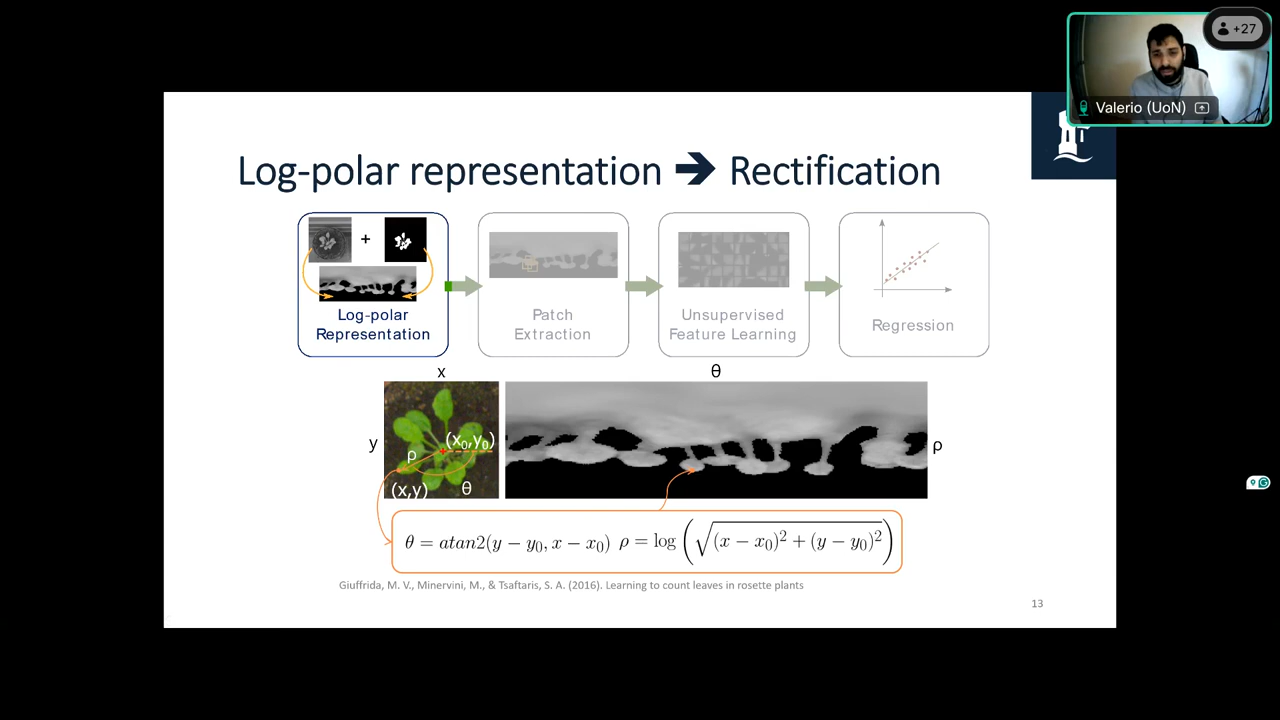 +27
Valerio (UoN)
Log-polar representation ➔ Rectification
+
Log-polar
Representation
Patch
Extraction
Unsupervised
Feature Learning
Regression
x
θ
y
(x₀,y₀)
ρ
ρ
(x,y)
θ
θ = atan2(y − y₀, x − x₀) ρ = log(√((x − x₀)² + (y − y₀)²))
Giuffrida, M. V., Minervini, M., & Tsaftaris, S. A. (2016). Learning to count leaves in rosette plants
13